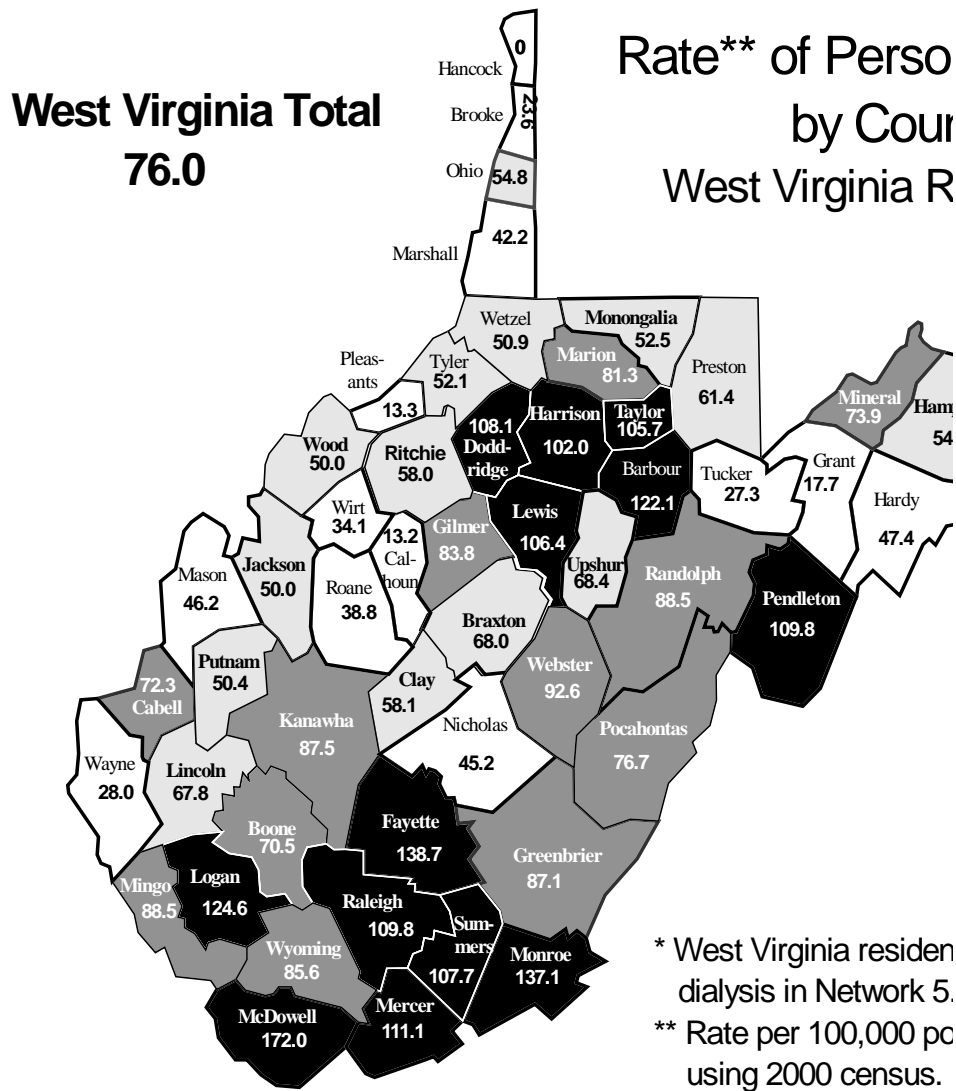 Rate** of Perso
by Cour
West Virginia R
West Virginia Total
76.0
Hancock
0
Brooke
23.6
Ohio
54.8
Marshall
42.2
Wetzel
50.9
Monongalia
52.5
Marion
81.3
Preston
61.4
Pleas-
ants
13.3
Tyler
52.1
Mineral
73.9
Hamp
54
Wood
50.0
Ritchie
58.0
108.1
Dodd-
ridge
Harrison
102.0
Taylor
105.7
Barbour
122.1
Tucker
27.3
Grant
17.7
Hardy
47.4
Wirt
34.1
13.2
Cal-
houn
Gilmer
83.8
Lewis
106.4
Upshur
68.4
Randolph
88.5
Pendleton
109.8
Mason
46.2
Jackson
50.0
Roane
38.8
Braxton
68.0
Webster
92.6
Putnam
50.4
Clay
58.1
72.3
Cabell
Kanawha
87.5
Nicholas
45.2
Pocahontas
76.7
Wayne
28.0
Lincoln
67.8
Boone
70.5
Fayette
138.7
Greenbrier
87.1
Mingo
88.5
Logan
124.6
Raleigh
109.8
Sum-
mers
107.7
Monroe
137.1
Wyoming
85.6
McDowell
172.0
Mercer
111.1
* West Virginia residen
dialysis in Network 5.
** Rate per 100,000 po
using 2000 census.